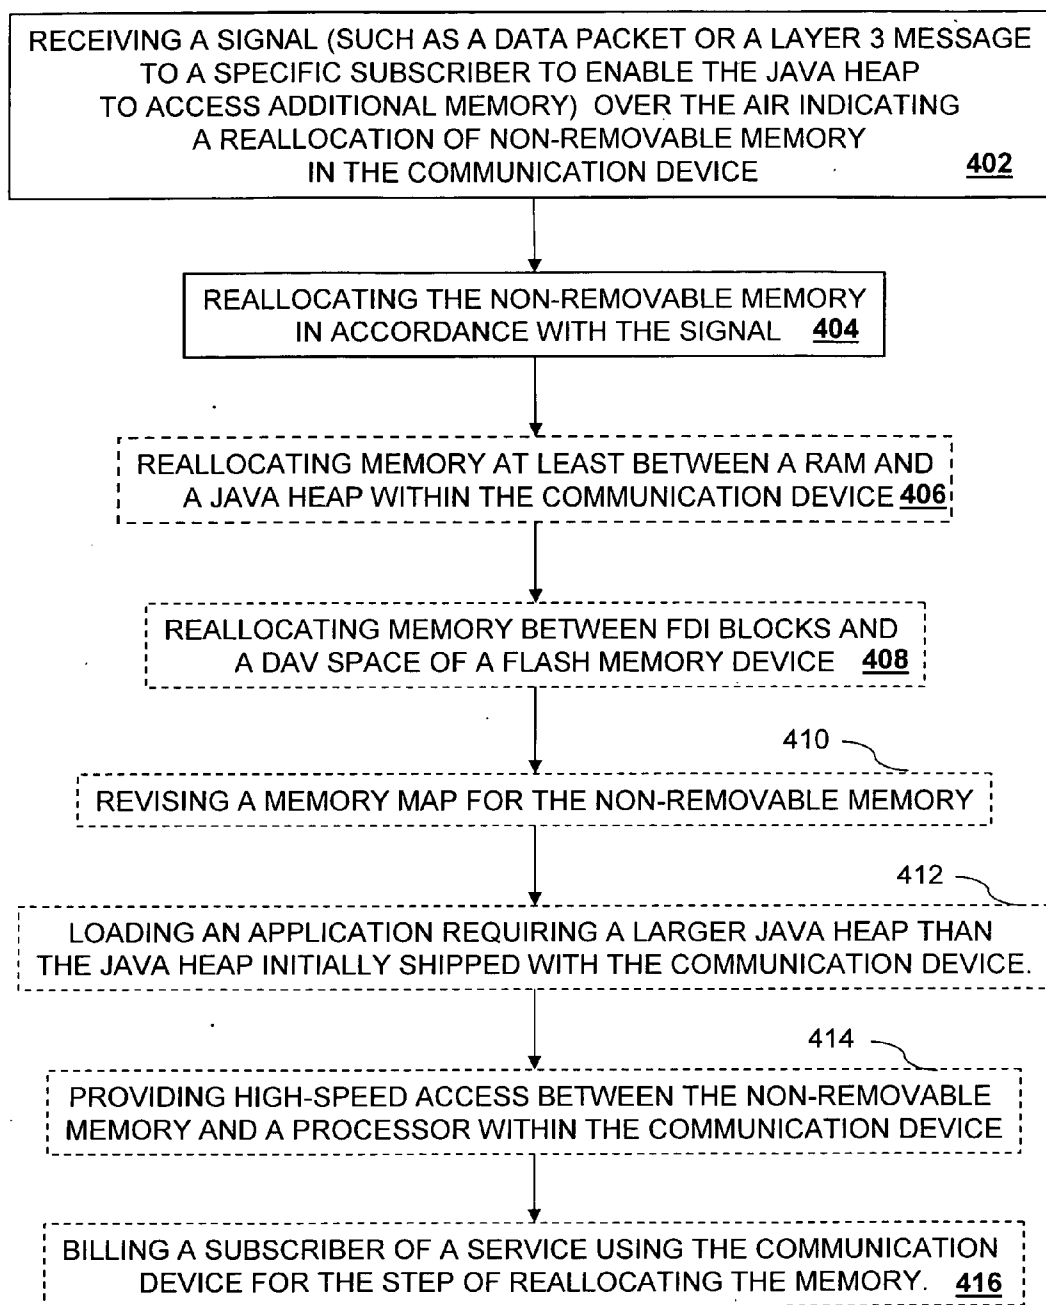 RECEIVING A SIGNAL (SUCH AS A DATA PACKET OR A LAYER 3 MESSAGE
TO A SPECIFIC SUBSCRIBER TO ENABLE THE JAVA HEAP
TO ACCESS ADDITIONAL MEMORY) OVER THE AIR INDICATING
A REALLOCATION OF NON-REMOVABLE MEMORY
IN THE COMMUNICATION DEVICE 402
REALLOCATING THE NON-REMOVABLE MEMORY
IN ACCORDANCE WITH THE SIGNAL 404
REALLOCATING MEMORY AT LEAST BETWEEN A RAM AND
A JAVA HEAP WITHIN THE COMMUNICATION DEVICE 406
REALLOCATING MEMORY BETWEEN FDI BLOCKS AND
A DAV SPACE OF A FLASH MEMORY DEVICE 408
410
REVISING A MEMORY MAP FOR THE NON-REMOVABLE MEMORY
412
LOADING AN APPLICATION REQUIRING A LARGER JAVA HEAP THAN
THE JAVA HEAP INITIALLY SHIPPED WITH THE COMMUNICATION DEVICE.
414
PROVIDING HIGH-SPEED ACCESS BETWEEN THE NON-REMOVABLE
MEMORY AND A PROCESSOR WITHIN THE COMMUNICATION DEVICE
BILLING A SUBSCRIBER OF A SERVICE USING THE COMMUNICATION
DEVICE FOR THE STEP OF REALLOCATING THE MEMORY. 416